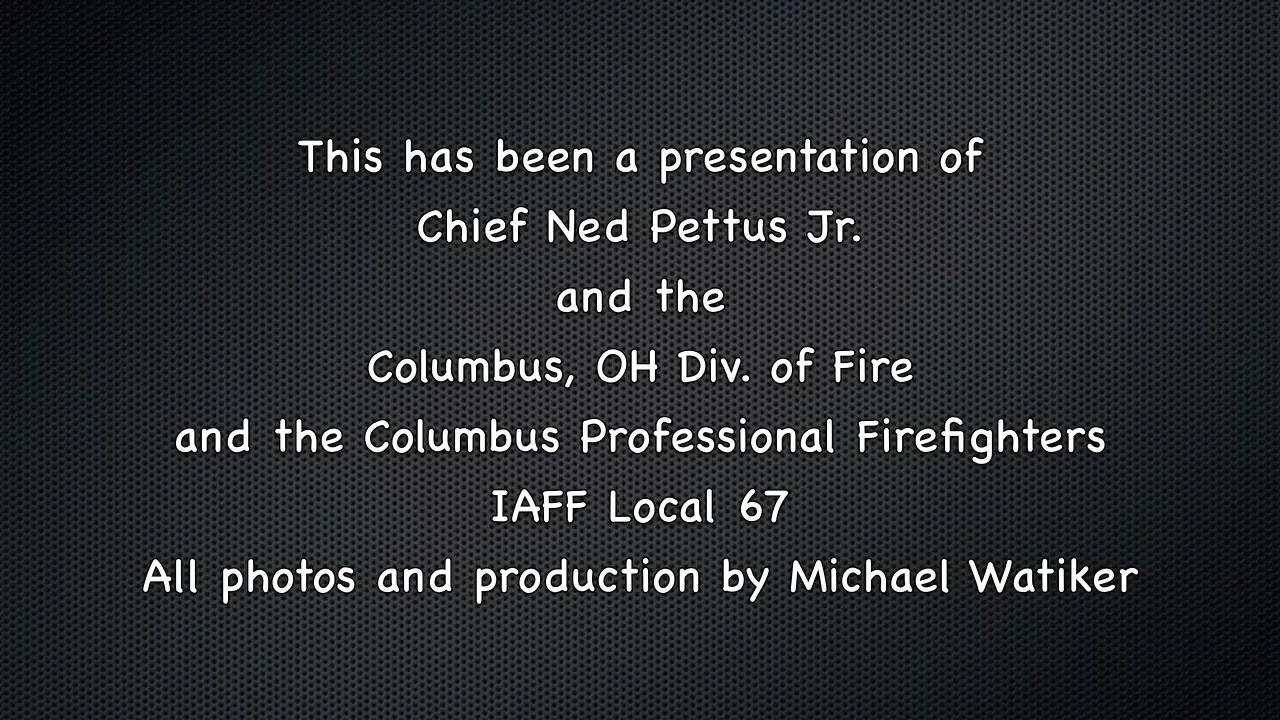 This has been a presentation of
Chief Ned Pettus Jr.
and the
Columbus, OH Div. of Fire
and the Columbus Professional Firefighters
IAFF Local 67
All photos and production by Michael Watiker